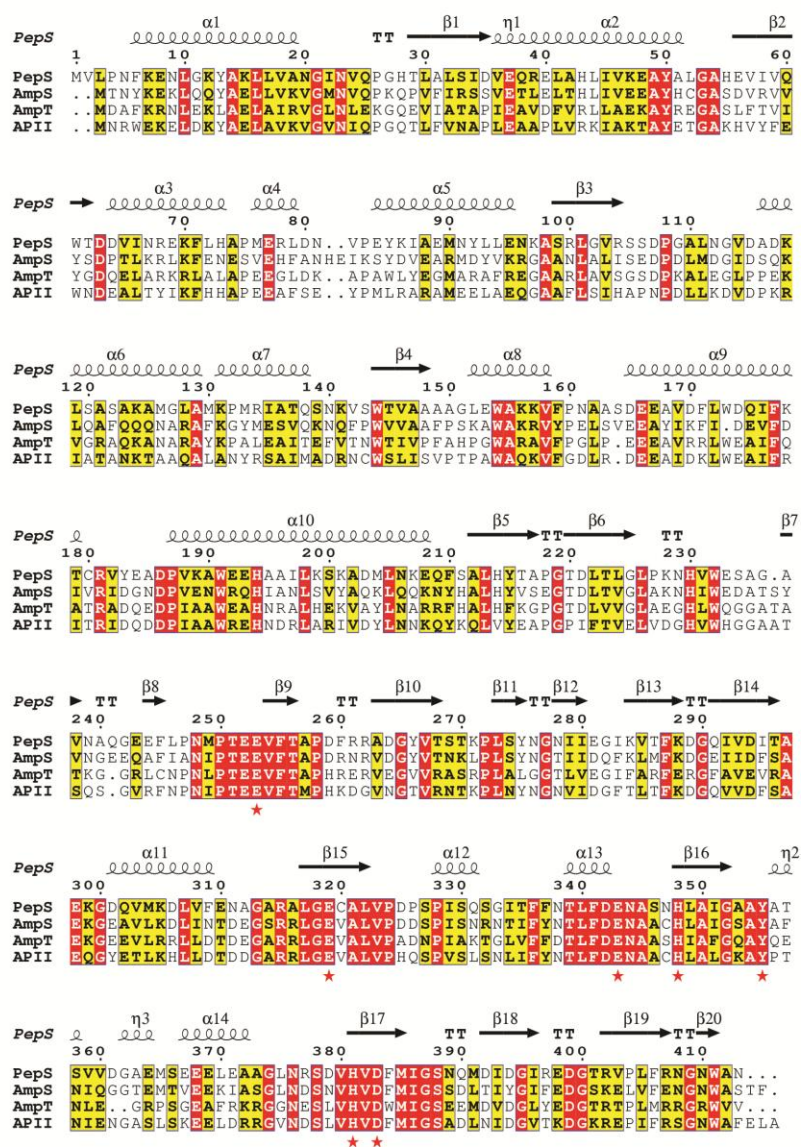 PepS α1 TT β1 η1 α2 β2
1 10 20 30 40 50 60
PepS MVLPNFKENLGKYAKLLVANGINVQPGHTLALSIDVEQRELAHLIVKEAYALGAHEVIVQ
AmpS ..MTNYKEKLQQYAELLVKVGMNVQPKQPVFIRSSVETLELTHLIVEEAYHCGASDVRVV
AmpT ..MDAFKRNLEKLAELAIRVGLNLEKGQEVIATAPIEAVDFVRLLAEKAYREGASLFTVI
APII ..MNRWEKELDKYAELAVKVGVNIQPGQTLFVNAPLEAAPLVRKIAKTAYETGAKHVYFE
PepS α3 α4 α5 β3
70 80 90 100 110
PepS WTDDVINREKFLHAPMERLDN..VPEYKIAEMNYLLENKASRLGVRSSDPGALNGVDADK
AmpS YSDPTLKRLKFENESVEHFANHEIKSYDVEARMDYVKRGAANLALISEDPDLMDGIDSQK
AmpT YGDQELARKRLALAPEEGLDK..APAWLYEGMARAFREGAARLAVSGSDPKALEGLPPEK
APII WNDEALTYIKFHHAPEEAFSE..YPMLRARAMEELAEQGAAFLSIHAPNPDLLKDVDPKR
PepS α6 α7 β4 α8 α9
120 130 140 150 160 170
PepS LSASAKAMGLAMKPMRIATQSNKVSWTVAAAAGLEWAKKVFPNAASDEEAVDFLWDQIFK
AmpS LQAFQQQNARAFKGYMESVQKNQFPWVVAAFPSKAWAKRVYPELSVEEAYIKFI.DEVFD
AmpT VGRAQKANARAYKPALEAITEFVTNWTIVPFAHPGWARAVFPGLP.EEEAVRRLWEAIFQ
APII IATANKTAAQALANYRSAIMADRNCWSLISVPTPAWAQKVFGDLR.DEEAIDKLWEAIFR
PepS α10 β5 TT β6 TT β7
180 190 200 210 220 230
PepS TCRVYEADPVKAWEEHAAILKSKADMLNKEQFSALHYTAPGTDLTLGLPKNHVWESAG.A
AmpS IVRIDGNDPVENWRQHIANLSVYAQKLQQKNYHALHYVSEGTDLTVGLAKNHIWEDATSY
AmpT ATRADQEDPIAAWEAHNRALHEKVAYLNARRFHALHFKGPGTDLVVGLAEGHLWQGGATA
APII ITRIDQDDPIAAWREHNDRLARIVDYLNNKQYKQLVYEAPGPIFTVELVDGHVWHGGAAT
PepS TT β8 β9 TT β10 β11 TT β12 β13 TT β14
240 250 260 270 280 290
PepS VNAQGEEFLPNMPTEEVFTAPDFRRADGYVTSTKPLSYNGNIIEGIKVTFKDGQIVDITA
AmpS VNGEEQAFIANIPTEEVFTAPDRNRVDGYVTNKLPLSYNGTIIDQFKLMFKDGEIIDFSA
AmpT TKG.GRLCNPNLPTEEVFTAPHRERVEGVVRASRPLALGGTLVEGIFARFERGFAVEVRA
APII SQS.GVRFNPNIPTEEVFTMPHKDGVNGTVRNTKPLNYNGNVIDGFTLTFKDGQVVDFSA
PepS α11 β15 α12 α13 β16 η2
300 310 320 330 340 350
PepS EKGDQVMKDLVFENAGARALGECALVPDPSPISQSGITFFNTLFDENASNHLAIGAAYAT
AmpS EKGEAVLKDLINTDEGSRRLGEVALVPDDSPISNRNTIFYNTLFDENAACHLAIGSAYAF
AmpT EKGEEVLRRLLDTDEGARRLGEVALVPADNPIAKTGLVFFDTLFDENAASHIAFGQAYQE
APII EQGYETLKHLLDTDEGARRLGEVALVPHQSPVSLSNLIFYNTLFDENAACHLALGKAYPT
PepS η3 α14 β17 TT β18 TT β19 TT β20
360 370 380 390 400 410
PepS SVVDGAEMSEEELEAAGLNRSDVHVDFMIGSNQMDIDGIREDGTRVPLFRNGNWAN...
AmpS NIQGGTEMTVEEKIASGLNDSNVHVDFMIGSSDLTIYGIFEDGSKELVFENGNWASTF.
AmpT NLE..GRPSGEAFRKRGGNESLVHVDWMIGSEEMDVDGLYEDGTRTPLMRRGRWVV...
APII NIENGASLSKEELDRRGVNDSLVHVDFMIGSADLNIDGVTKDGKREPIFRSGNWAFELA